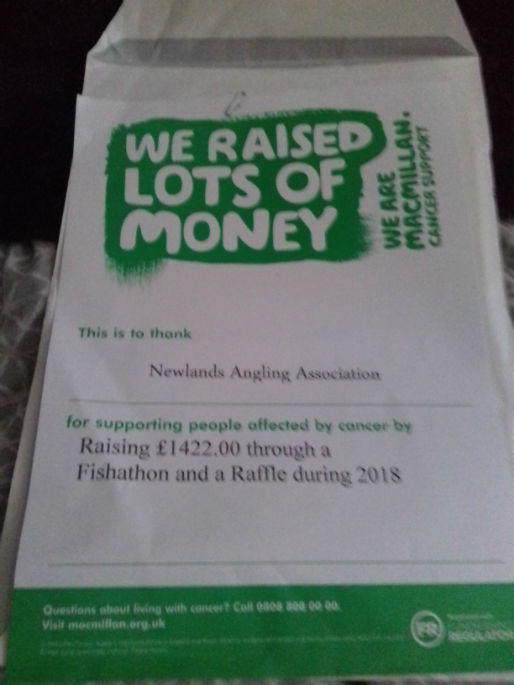 WE RAISED
LOTS OF
MONEY
WE ARE
MACMILLAN.
CANCER SUPPORT
This is to thank
Newlands Angling Association
for supporting people affected by cancer by
Raising £1422.00 through a
Fishathon and a Raffle during 2018
Questions about living with cancer? Call 0808 808 00 00.
Visit macmillan.org.uk
FR
REGULATOR